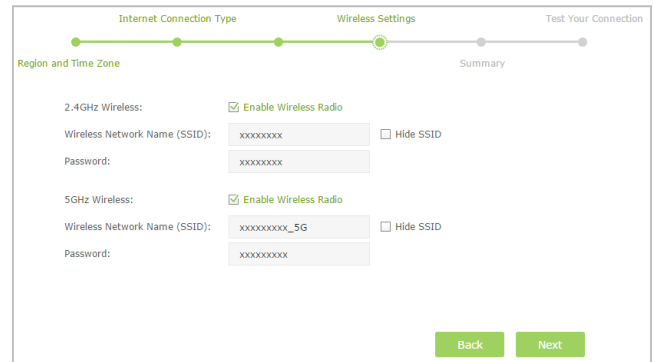 Internet Connection Type Wireless Settings Test Your Connection
Region and Time Zone Summary
2.4GHz Wireless: Enable Wireless Radio
Wireless Network Name (SSID): xxxxxxxx Hide SSID
Password: xxxxxxxx
5GHz Wireless: Enable Wireless Radio
Wireless Network Name (SSID): xxxxxxxxx_5G Hide SSID
Password: xxxxxxxxx
Back Next